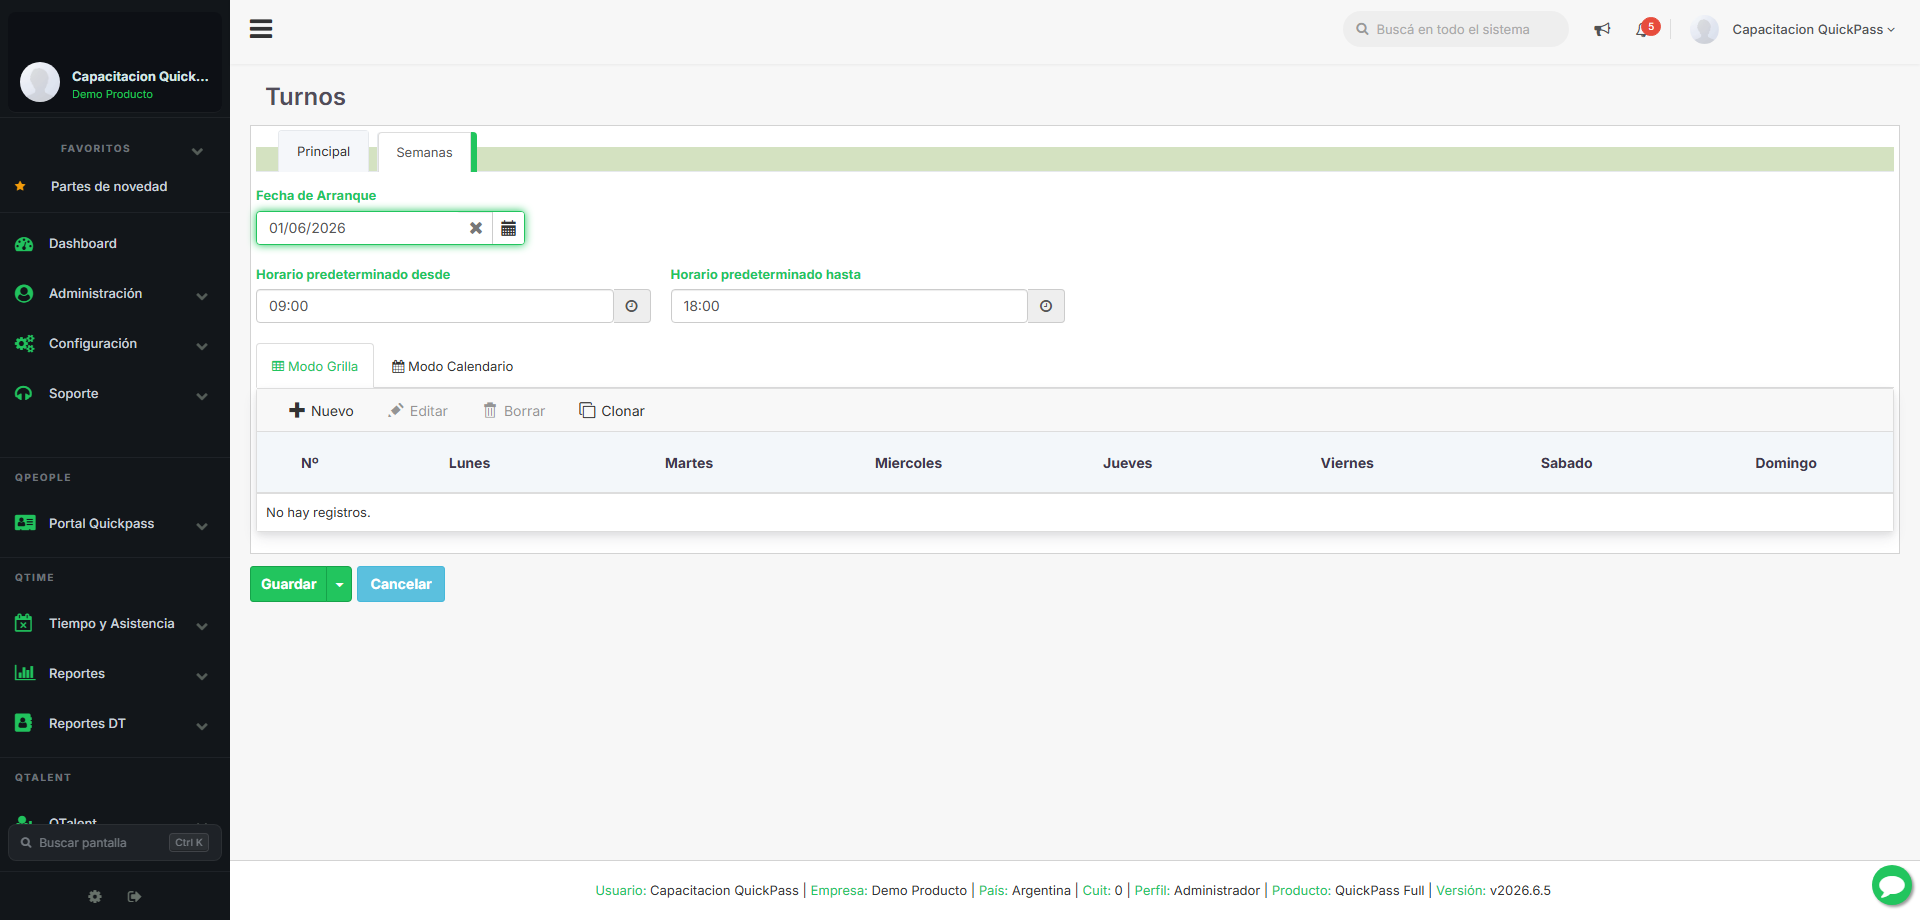 Capacitacion Quick...
Demo Producto
FAVORITOS
Partes de novedad
Dashboard
Administración
Configuración
Soporte
QPEOPLE
Portal Quickpass
QTIME
Tiempo y Asistencia
Reportes
Reportes DT
QTALENT
QTalent
Buscar pantalla Ctrl K
Buscá en todo el sistema
5
Capacitacion QuickPass
Turnos
Principal Semanas
Fecha de Arranque
01/06/2026
Horario predeterminado desde Horario predeterminado hasta
09:00 18:00
Modo Grilla Modo Calendario
Nuevo Editar Borrar Clonar
Nº Lunes Martes Miercoles Jueves Viernes Sabado Domingo
No hay registros.
Guardar Cancelar
Usuario: Capacitacion QuickPass | Empresa: Demo Producto | País: Argentina | Cuit: 0 | Perfil: Administrador | Producto: QuickPass Full | Versión: v2026.6.5